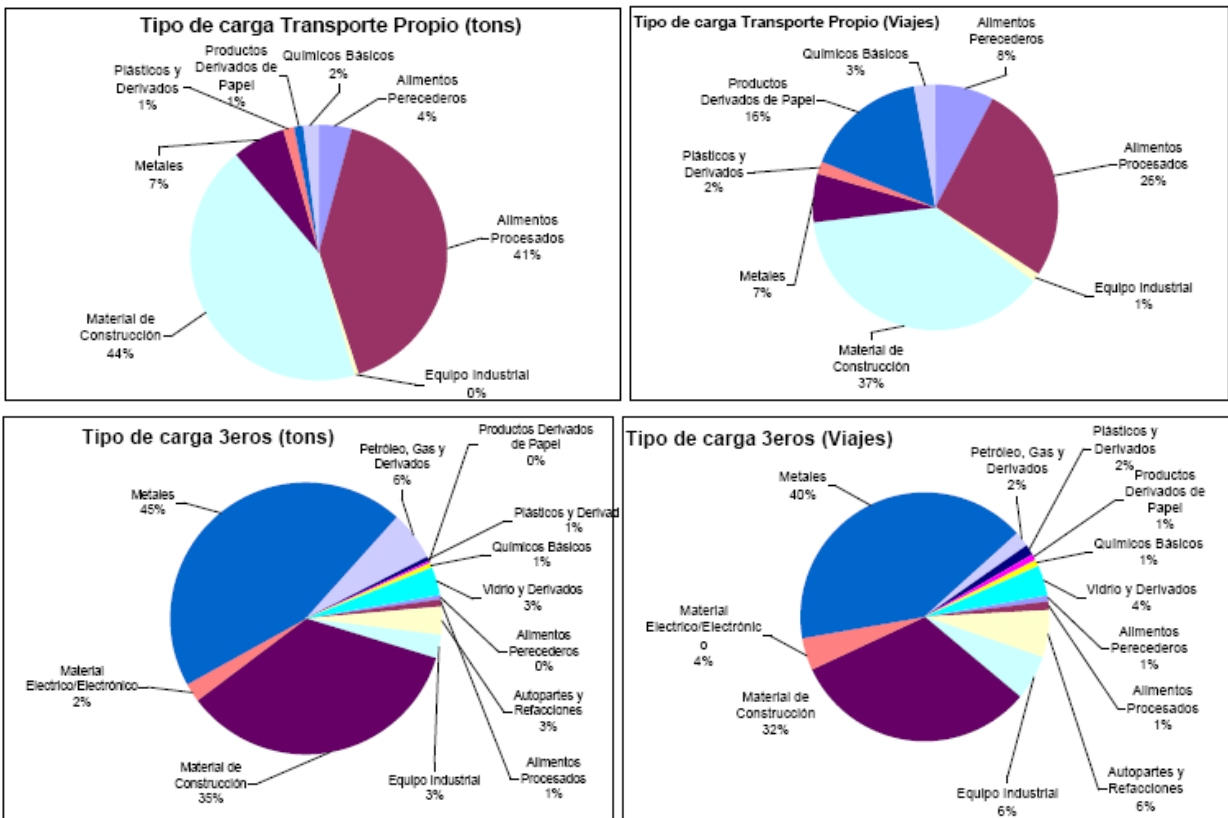 Tipo de carga Transporte Propio (tons)
Productos
Derivados de
Papel
1%
Químicos Básicos
2%
Plásticos y
Derivados
1%
Alimentos
Perecederos
4%
Metales
7%
Alimentos
Procesados
41%
Material de
Construcción
44%
Equipo Industrial
0%
Tipo de carga Transporte Propio (Viajes)
Químicos Básicos
3%
Alimentos
Perecederos
8%
Productos
Derivados de Papel
16%
Alimentos
Procesados
26%
Plásticos y
Derivados
2%
Metales
7%
Equipo Industrial
1%
Material de
Construcción
37%
Tipo de carga 3eros (tons)
Productos Derivados
de Papel
0%
Petróleo, Gas y
Derivados
6%
Metales
45%
Plásticos y Derivad
1%
Químicos Básicos
1%
Vidrio y Derivados
3%
Alimentos
Perecederos
0%
Material
Electrico/Electrónico
2%
Autopartes y
Refacciones
3%
Material de
Construcción
35%
Equipo Industrial
3%
Alimentos
Procesados
1%
Tipo de carga 3eros (Viajes)
Plásticos y
Derivados
2%
Petróleo, Gas y
Derivados
2%
Metales
40%
Productos
Derivados de
Papel
1%
Químicos Básicos
1%
Vidrio y Derivados
4%
Material
Electrico/Electrónic
o
4%
Alimentos
Perecederos
1%
Material de
Construcción
32%
Alimentos
Procesados
1%
Equipo Industrial
6%
Autopartes y
Refacciones
6%